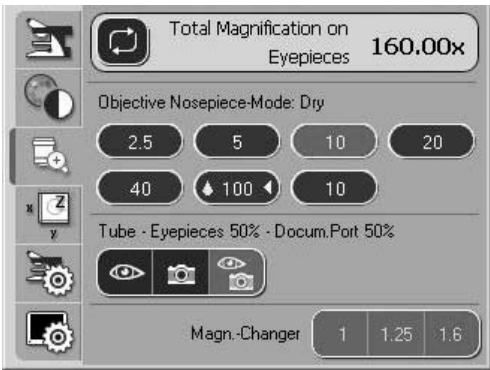 Total Magnification on
Eyepieces
160.00x
Objective Nosepiece-Mode: Dry
2.5 5 10 20
40 100 10
Tube - Eyepieces 50% - Docum.Port 50%
Magn.-Changer 1 1.25 1.6
x Z
y